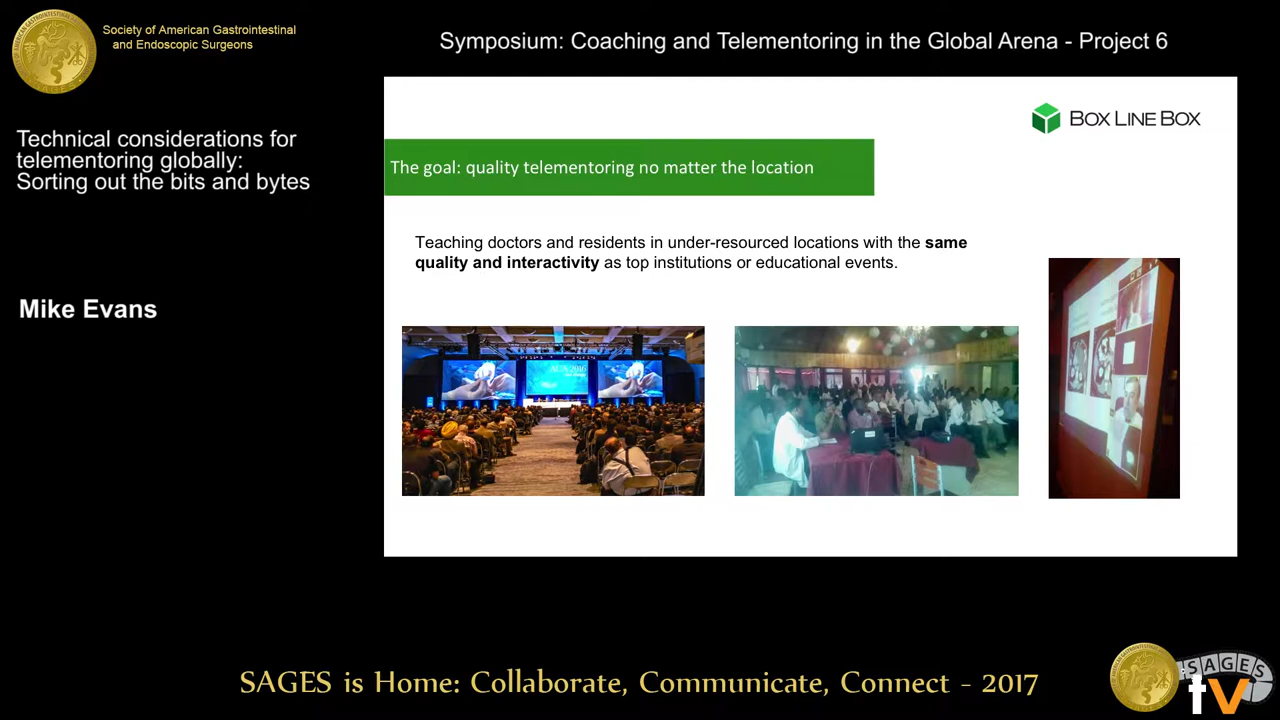 Society of American Gastrointestinal
and Endoscopic Surgeons
Symposium: Coaching and Telementoring in the Global Arena - Project 6
Technical considerations for
telementoring globally:
Sorting out the bits and bytes
Mike Evans
BOX LINE BOX
The goal: quality telementoring no matter the location
Teaching doctors and residents in under-resourced locations with the same
quality and interactivity as top institutions or educational events.
SAGES is Home: Collaborate, Communicate, Connect - 2017
SAGES
tv